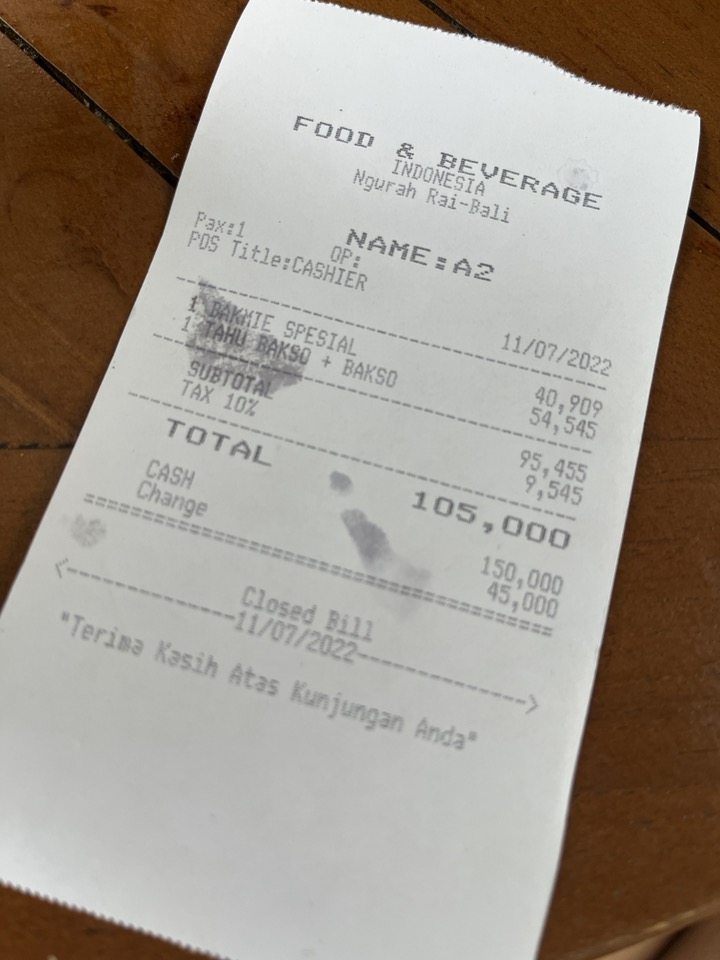 FOOD & BEVERAGE
INDONESIA
Ngurah Rai-Bali
NAME:A2
Pax:1 OP:
POS Title:CASHIER
11/07/2022
1 BAKMIE SPESIAL 40,909
1 TAHU BAKSO + BAKSO 54,545
SUBTOTAL 95,455
TAX 10% 9,545
TOTAL 105,000
CASH 150,000
Change 45,000
Closed Bill
11/07/2022
"Terima Kasih Atas Kunjungan Anda"